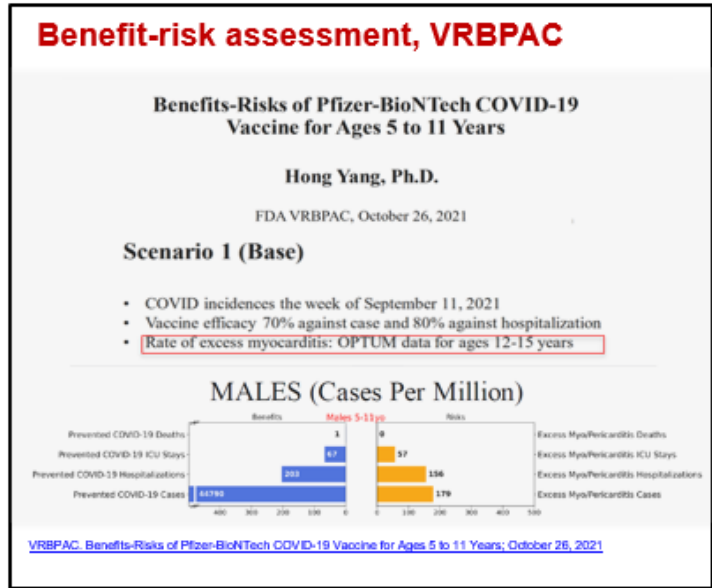 Benefit-risk assessment, VRBPAC
Benefits-Risks of Pfizer-BioNTech COVID-19
Vaccine for Ages 5 to 11 Years
Hong Yang, Ph.D.
FDA VRBPAC, October 26, 2021
Scenario 1 (Base)
• COVID incidences the week of September 11, 2021
• Vaccine efficacy 70% against case and 80% against hospitalization
• Rate of excess myocarditis: OPTUM data for ages 12-15 years
MALES (Cases Per Million)
Benefits Males 5-11yo Risks
Prevented COVID-19 Deaths 1 0 Excess Myo/Pericarditis Deaths
Prevented COVID-19 ICU Stays 67 57 Excess Myo/Pericarditis ICU Stays
Prevented COVID-19 Hospitalizations 203 156 Excess Myo/Pericarditis Hospitalizations
Prevented COVID-19 Cases 44790 179 Excess Myo/Pericarditis Cases
400 300 200 100 0 0 100 200 300 400 500
VRBPAC. Benefits-Risks of Pfizer-BioNTech COVID-19 Vaccine for Ages 5 to 11 Years; October 26, 2021